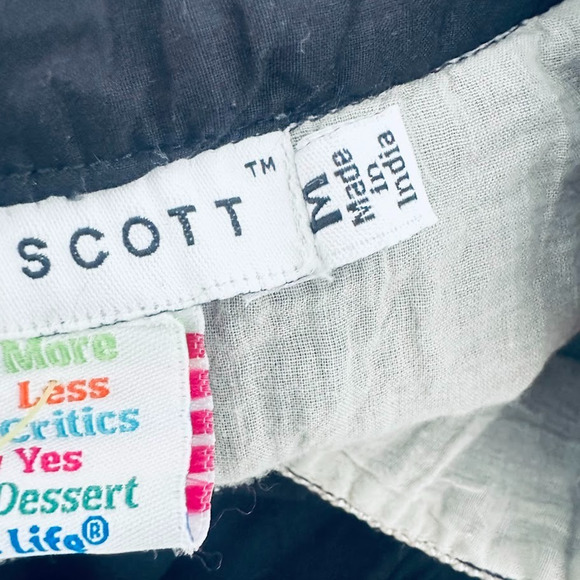 SCOTT™
M
Made
in
India
More
Less
Critics
Yes
Dessert
Life®